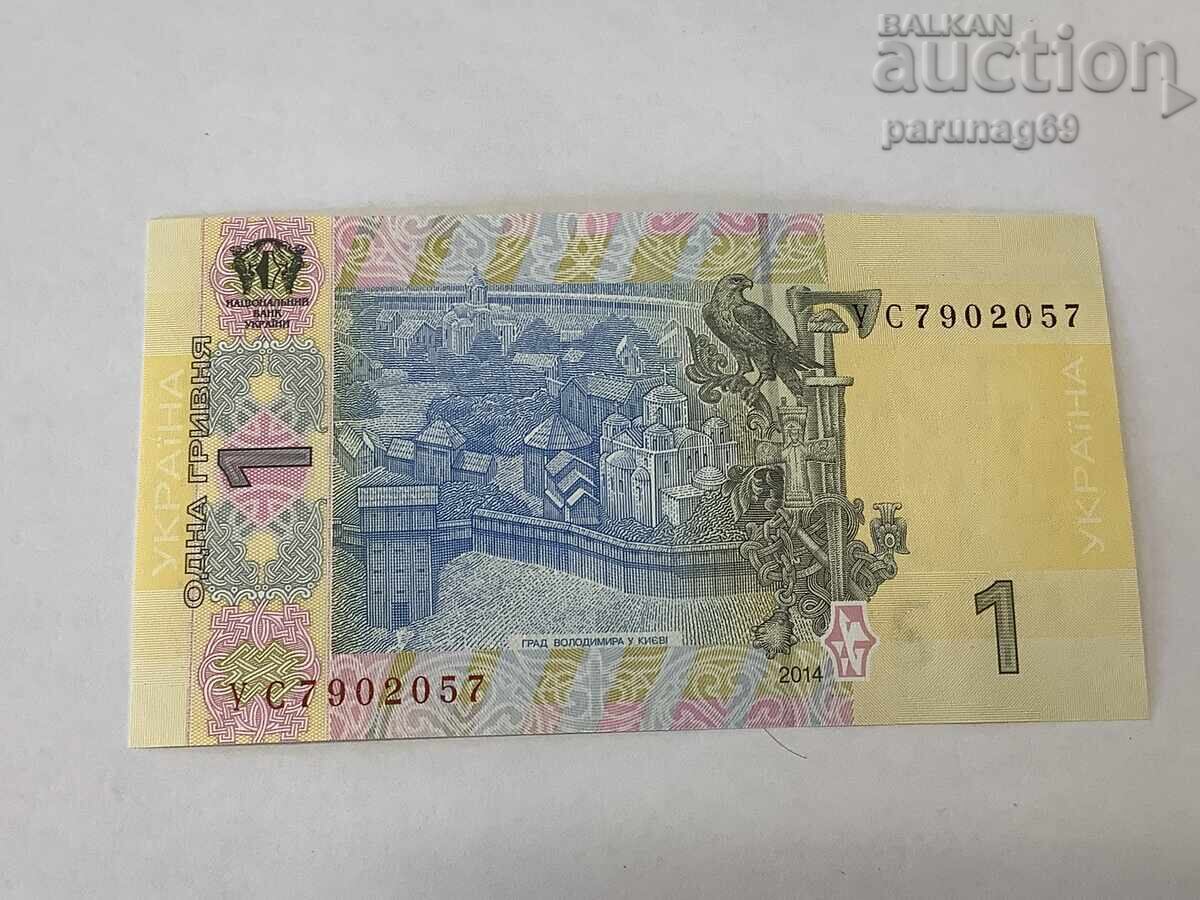 BALKAN
auction
parunag69
НАЦІОНАЛЬНИЙ
БАНК
УКРАЇНИ
УС7902057
УКРАЇНА
ОДНА ГРИВНЯ
1
УКРАЇНА
ГРАД ВОЛОДИМИРА У КИЄВІ
2014
1
УС7902057